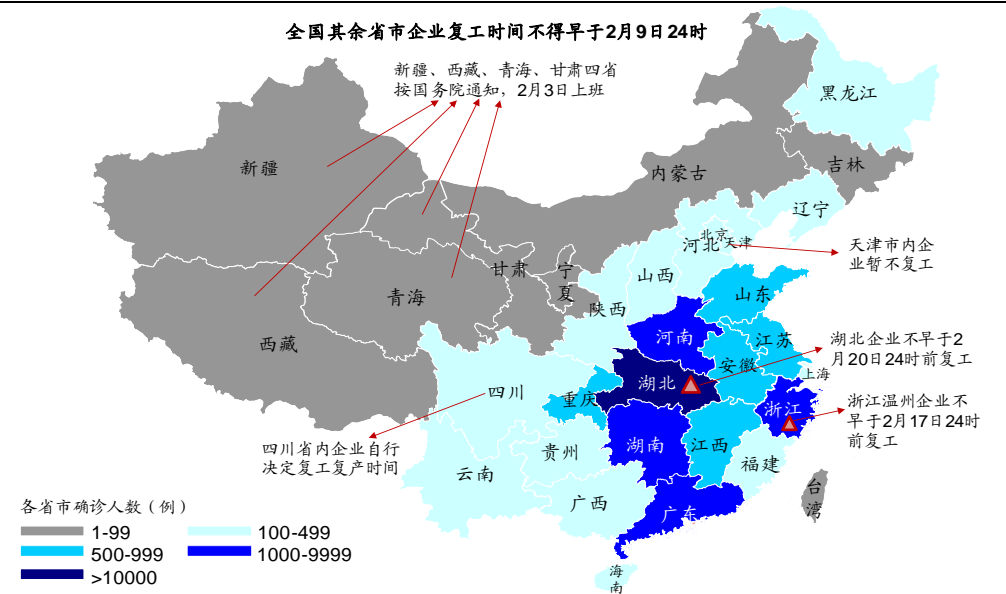 全国其余省市企业复工时间不得早于2月9日24时
新疆、西藏、青海、甘肃四省
按国务院通知，2月3日上班
黑龙江
新疆
内蒙古
吉林
辽宁
北京
河北
天津
天津市内企
业暂不复工
山西
甘肃
宁
夏
青海
陕西
山东
西藏
河南
江苏
湖北企业不早于2
月20日24时前复工
安徽
上海
湖北
四川
重庆
浙江
浙江温州企业不
早于2月17日24时
前复工
四川省内企业自行
决定复工复产时间
湖南
江西
贵州
福建
云南
广西
广东
台
湾
各省市确诊人数（例）
1-99
100-499
500-999
1000-9999
>10000
海
南